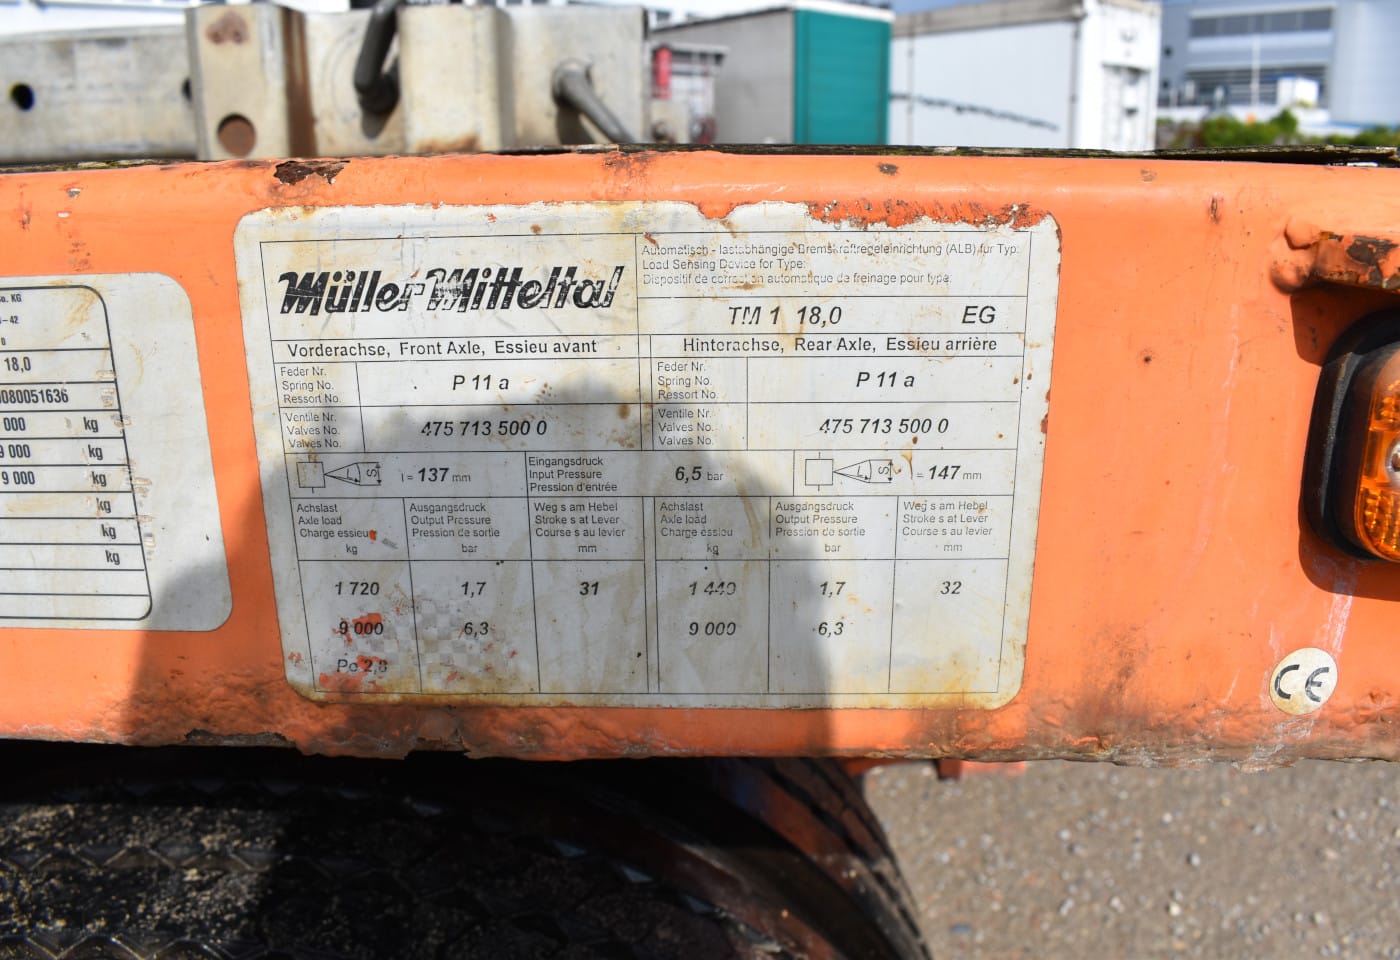 o. KG
-42
18,0
080051636
000 kg
9 000 kg
9 000 kg
kg
kg
kg
Müller-Mitteltal
Automatisch - lastabhängige Bremskraftregeleinrichtung (ALB) für Typ:
Load Sensing Device for Type:
Dispositif de correction automatique de freinage pour type:
TM 1 18,0 EG
Vorderachse, Front Axle, Essieu avant
Hinterachse, Rear Axle, Essieu arrière
Feder Nr.
Spring No.
Ressort No.
P 11 a
Feder Nr.
Spring No.
Ressort No.
P 11 a
Ventile Nr.
Valves No.
Valves No.
475 713 500 0
Ventile Nr.
Valves No.
Valves No.
475 713 500 0
L S
l = 137 mm
Eingangsdruck
Input Pressure
Pression d'entrée
6,5 bar
L S
= 147 mm
Achslast
Axle load
Charge essieu
kg
Ausgangsdruck
Output Pressure
Pression de sortie
bar
Weg s am Hebel
Stroke s at Lever
Course s au levier
mm
Achslast
Axle load
Charge essieu
kg
Ausgangsdruck
Output Pressure
Pression de sortie
bar
Weg s am Hebel
Stroke s at Lever
Course s au levier
mm
1 720 1,7 31 1 440 1,7 32
9 000 6,3 9 000 6,3
2,8
CE